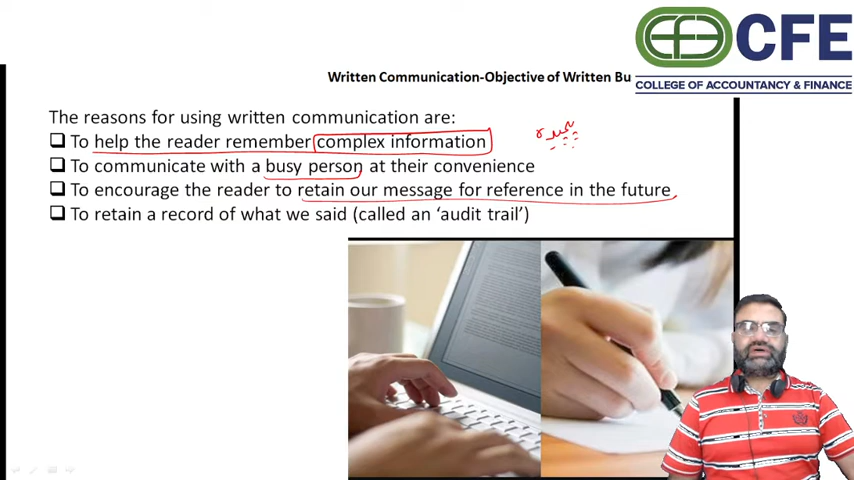 CFE
COLLEGE OF ACCOUNTANCY & FINANCE
Written Communication-Objective of Written Bu
The reasons for using written communication are:
To help the reader remember complex information
To communicate with a busy person at their convenience
To encourage the reader to retain our message for reference in the future
To retain a record of what we said (called an ‘audit trail’)